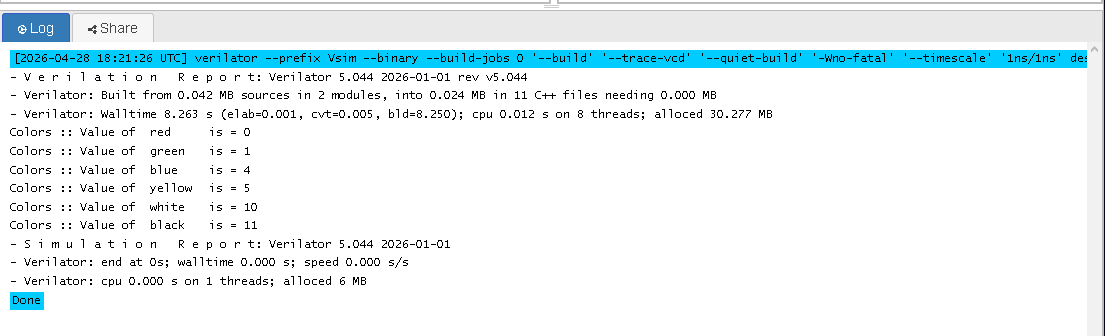 Log Share
[2026-04-28 18:21:26 UTC] verilator --prefix Vsim --binary --build-jobs 0 '--build' '--trace-vcd' '--quiet-build' '-Wno-fatal' '--timescale' '1ns/1ns' des
- V e r i l a t i o n   R e p o r t: Verilator 5.044 2026-01-01 rev v5.044
- Verilator: Built from 0.042 MB sources in 2 modules, into 0.024 MB in 11 C++ files needing 0.000 MB
- Verilator: Walltime 8.263 s (elab=0.001, cvt=0.005, bld=8.250); cpu 0.012 s on 8 threads; alloced 30.277 MB
Colors :: Value of  red     is = 0
Colors :: Value of  green   is = 1
Colors :: Value of  blue    is = 4
Colors :: Value of  yellow  is = 5
Colors :: Value of  white   is = 10
Colors :: Value of  black   is = 11
- S i m u l a t i o n   R e p o r t: Verilator 5.044 2026-01-01
- Verilator: end at 0s; walltime 0.000 s; speed 0.000 s/s
- Verilator: cpu 0.000 s on 1 threads; alloced 6 MB
Done